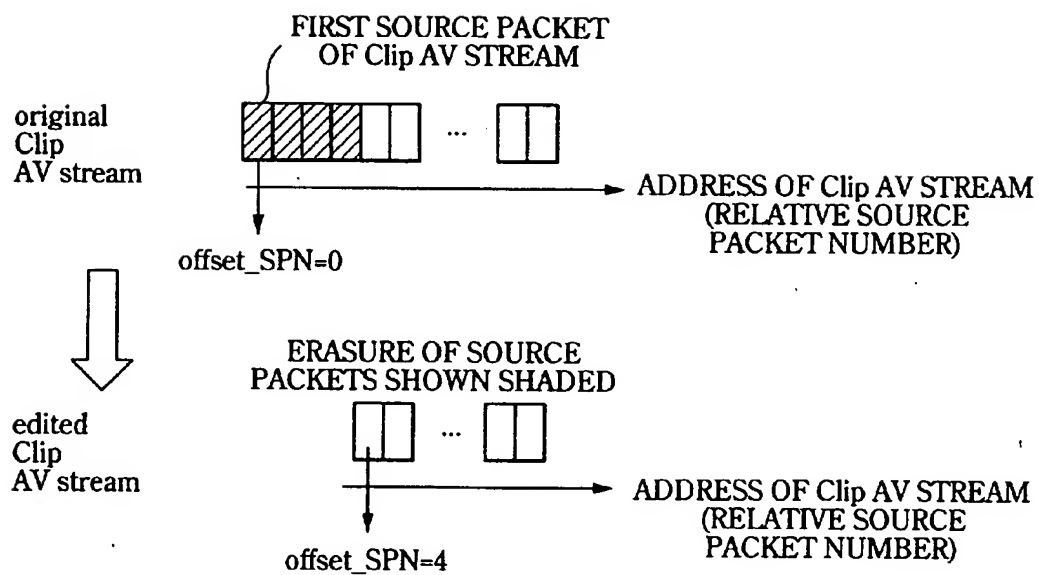 FIRST SOURCE PACKET
OF Clip AV STREAM
original
Clip
AV stream
...
ADDRESS OF Clip AV STREAM
(RELATIVE SOURCE
PACKET NUMBER)
offset_SPN=0
ERASURE OF SOURCE
PACKETS SHOWN SHADED
edited
Clip
AV stream
...
ADDRESS OF Clip AV STREAM
(RELATIVE SOURCE
PACKET NUMBER)
offset_SPN=4